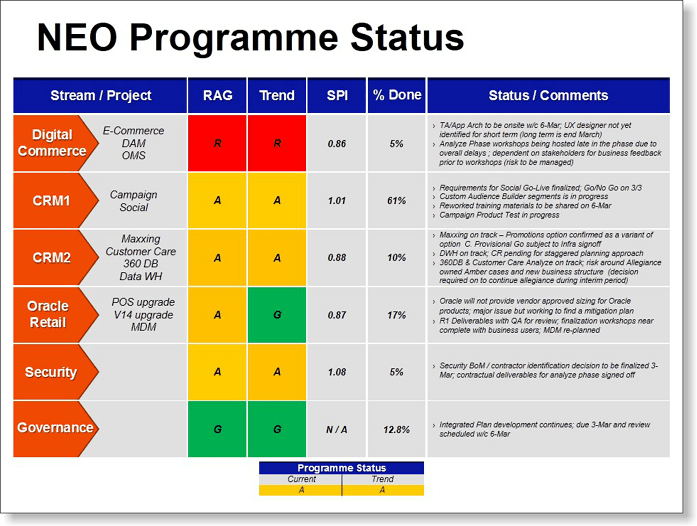 NEO Programme Status
Stream / Project RAG Trend SPI % Done Status / Comments
Digital Commerce
E-Commerce
DAM
OMS
R R 0.86 5%
› TA/App Arch to be onsite w/c 6-Mar; UX designer not yet
identified for short term (long term is end March)
› Analyze Phase workshops being hosted late in the phase due to
overall delays ; dependent on stakeholders for business feedback
prior to workshops (risk to be managed)
CRM1
Campaign
Social
A A 1.01 61%
› Requirements for Social Go-Live finalized; Go/No Go on 3/3
› Custom Audience Builder segments is in progress
› Reworked training materials to be shared on 6-Mar
› Campaign Product Test in progress
CRM2
Maxxing
Customer Care
360 DB
Data WH
A A 0.88 10%
› Maxxing on track – Promotions option confirmed as a variant of
option C. Provisional Go subject to Infra signoff
› DWH on track; CR pending for staggered planning approach
› 360DB & Customer Care Analyze on track; risk around Allegiance
owned Amber cases and new business structure (decision
required on to continue allegiance during interim period)
Oracle
Retail
POS upgrade
V14 upgrade
MDM
A G 0.87 17%
› Oracle will not provide vendor approved sizing for Oracle
products; major issue but working to find a mitigation plan
› R1 Deliverables with QA for review; finalization workshops near
complete with business users; MDM re-planned
Security
A A 1.08 5%
› Security BoM / contractor identification decision to be finalized 3-
Mar; contractual deliverables for analyze phase signed off
Governance
G G N / A 12.8%
› Integrated Plan development continues; due 3-Mar and review
scheduled w/c 6-Mar
Programme Status
Current Trend
A A